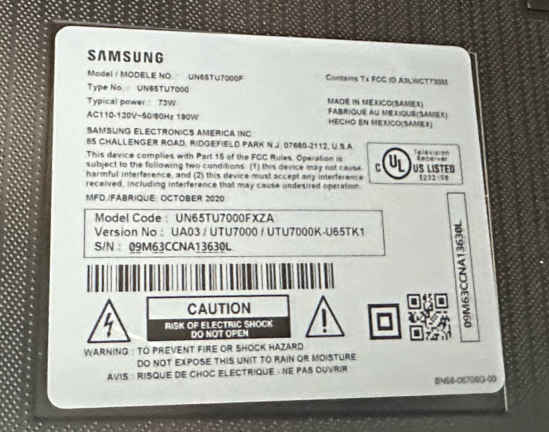 SAMSUNG
Model / MODELE NO. : UN65TU7000F
Type No. : UN65TU7000
Typical power : 73W
AC110-120V~50/60Hz 180W
Contains Tx FCC ID
MADE IN MEXICO(SAMEX)
FABRIQUÉ AU MEXIQUE(SAMEX)
HECHO EN MEXICO(SAMEX)
SAMSUNG ELECTRONICS AMERICA INC.
85 CHALLENGER ROAD, RIDGEFIELD PARK N.J, 07660-2112, U.S.A
This device complies with Part 15 of the FCC Rules. Operation is
subject to the following two conditions. (1) this device may not cause
harmful interference, and (2) this device must accept any interference
received, including interference that may cause undesired operation.
C UL US LISTED
Television
Receiver
MFD./FABRIQUE: OCTOBER 2020
Model Code : UN65TU7000FXZA
Version No : UA03 / UTU7000 / UTU7000K-U65TK1
S/N : 09M63CCNA13630L
09M63CCNA13630L
CAUTION
RISK OF ELECTRIC SHOCK
DO NOT OPEN
WARNING : TO PREVENT FIRE OR SHOCK HAZARD
DO NOT EXPOSE THIS UNIT TO RAIN OR MOISTURE
AVIS : RISQUE DE CHOC ELECTRIQUE : NE PAS OUVRIR